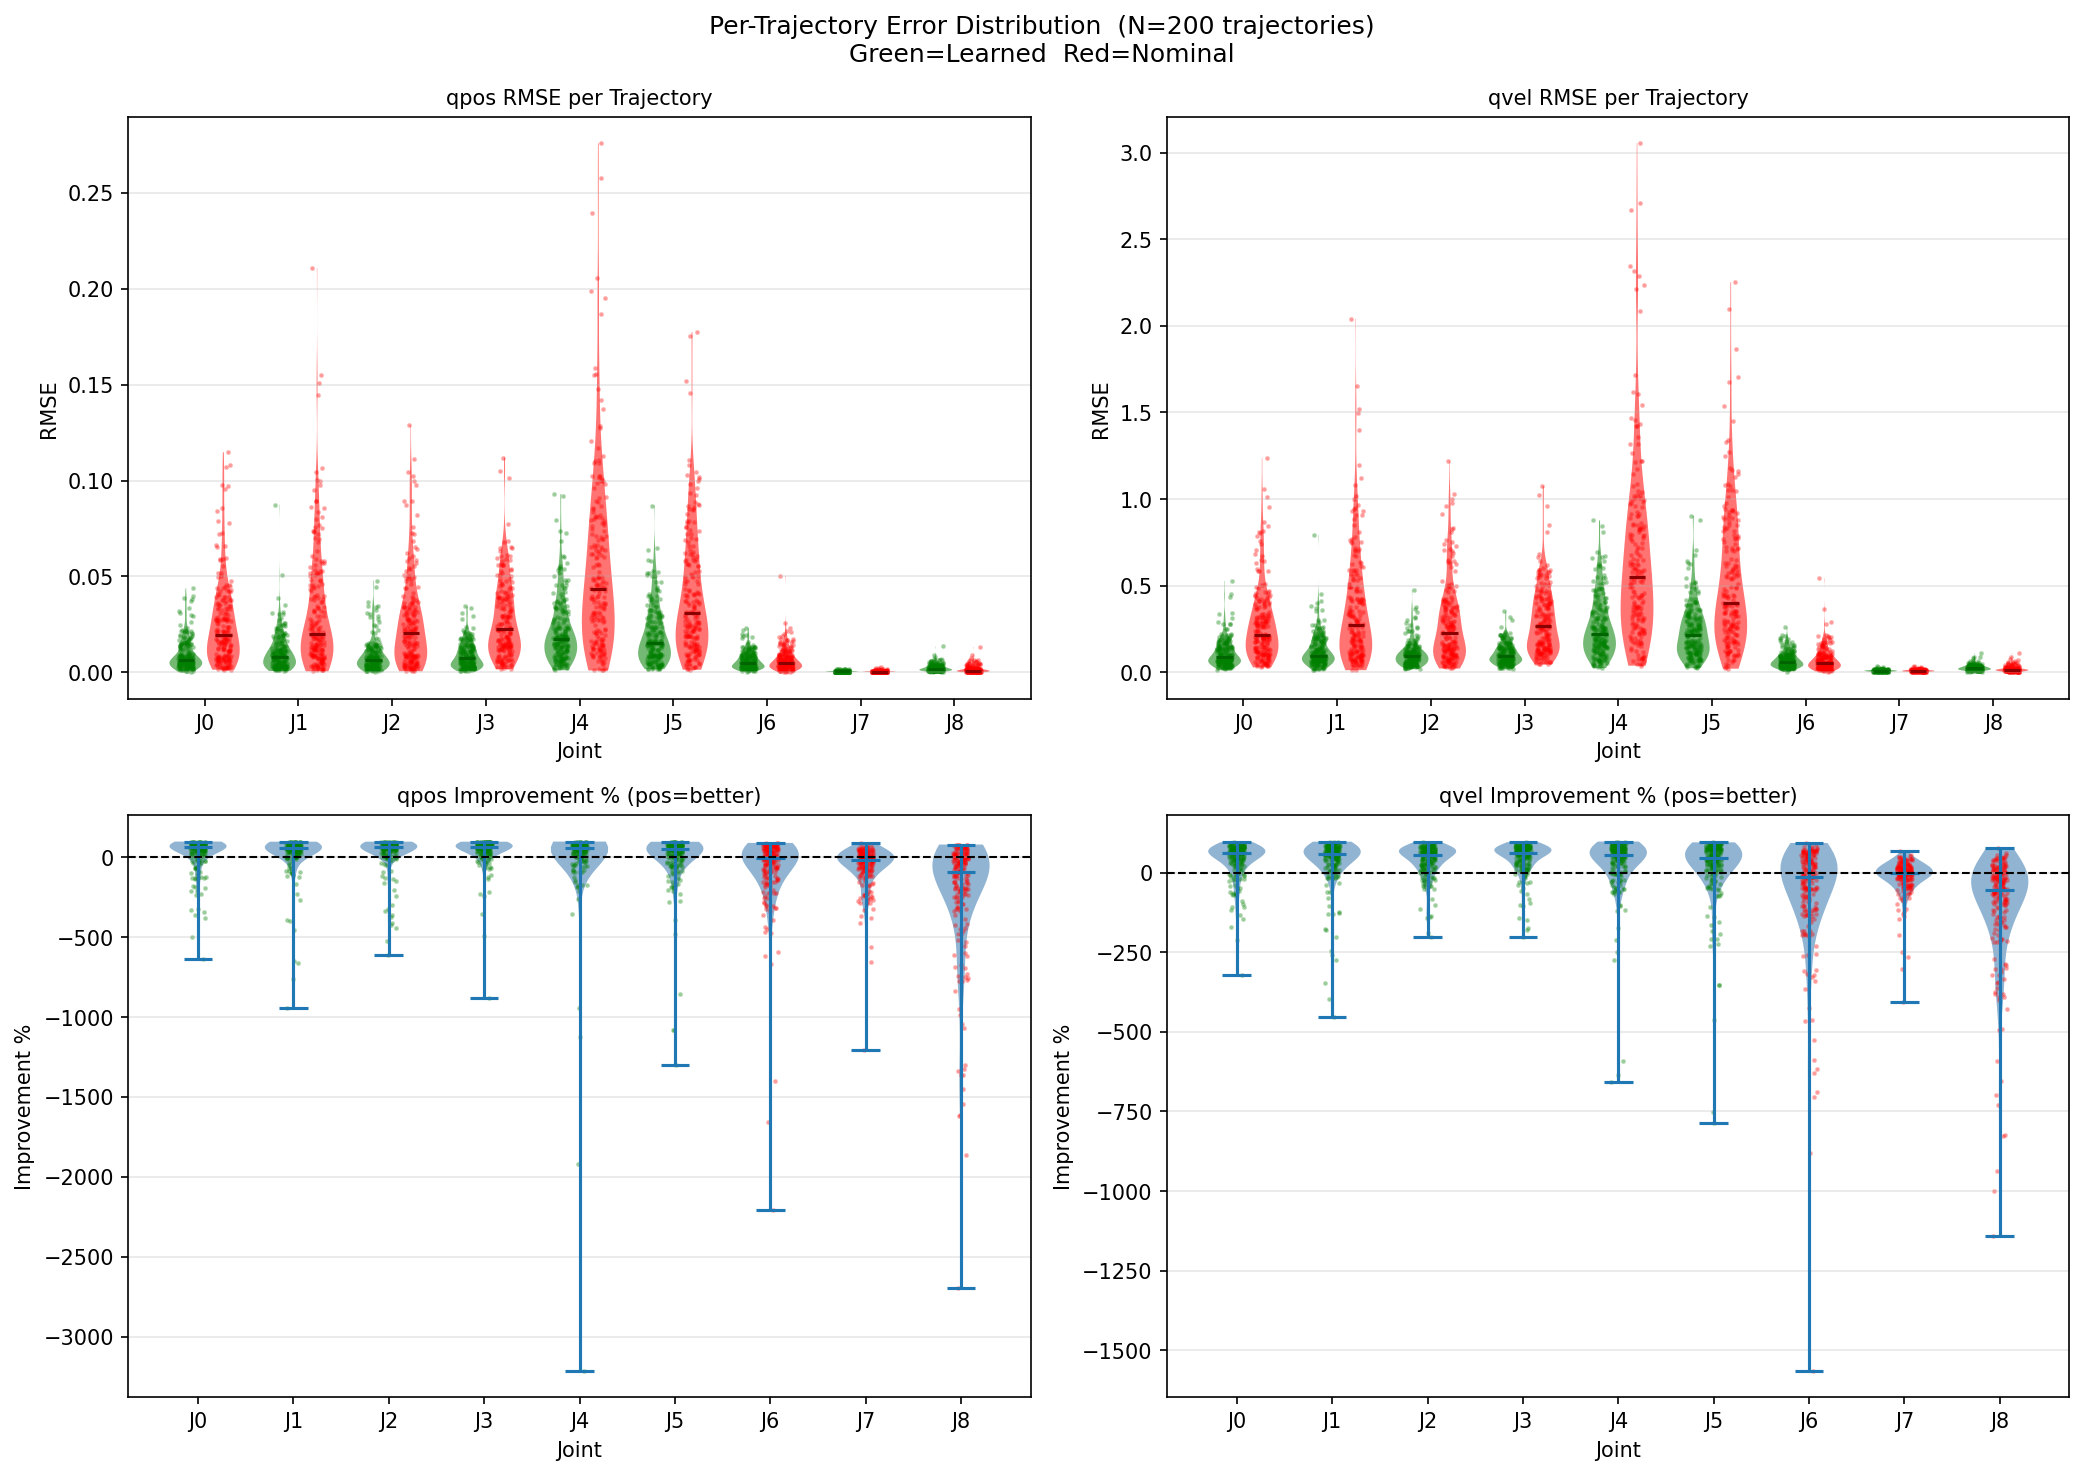 Per-Trajectory Error Distribution  (N=200 trajectories)
Green=Learned  Red=Nominal
qpos RMSE per Trajectory
RMSE
0.25
0.20
0.15
0.10
0.05
0.00
J0 J1 J2 J3 J4 J5 J6 J7 J8
Joint
qvel RMSE per Trajectory
RMSE
3.0
2.5
2.0
1.5
1.0
0.5
0.0
J0 J1 J2 J3 J4 J5 J6 J7 J8
Joint
qpos Improvement % (pos=better)
Improvement %
0
−500
−1000
−1500
−2000
−2500
−3000
J0 J1 J2 J3 J4 J5 J6 J7 J8
Joint
qvel Improvement % (pos=better)
Improvement %
0
−250
−500
−750
−1000
−1250
−1500
J0 J1 J2 J3 J4 J5 J6 J7 J8
Joint